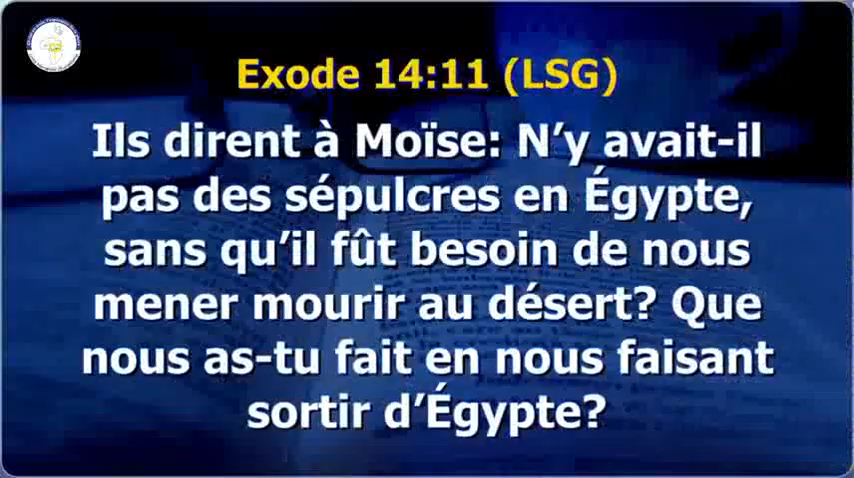 Exode 14:11 (LSG)
Ils dirent à Moïse: N’y avait-il
pas des sépulcres en Égypte,
sans qu’il fût besoin de nous
mener mourir au désert? Que
nous as-tu fait en nous faisant
sortir d’Égypte?